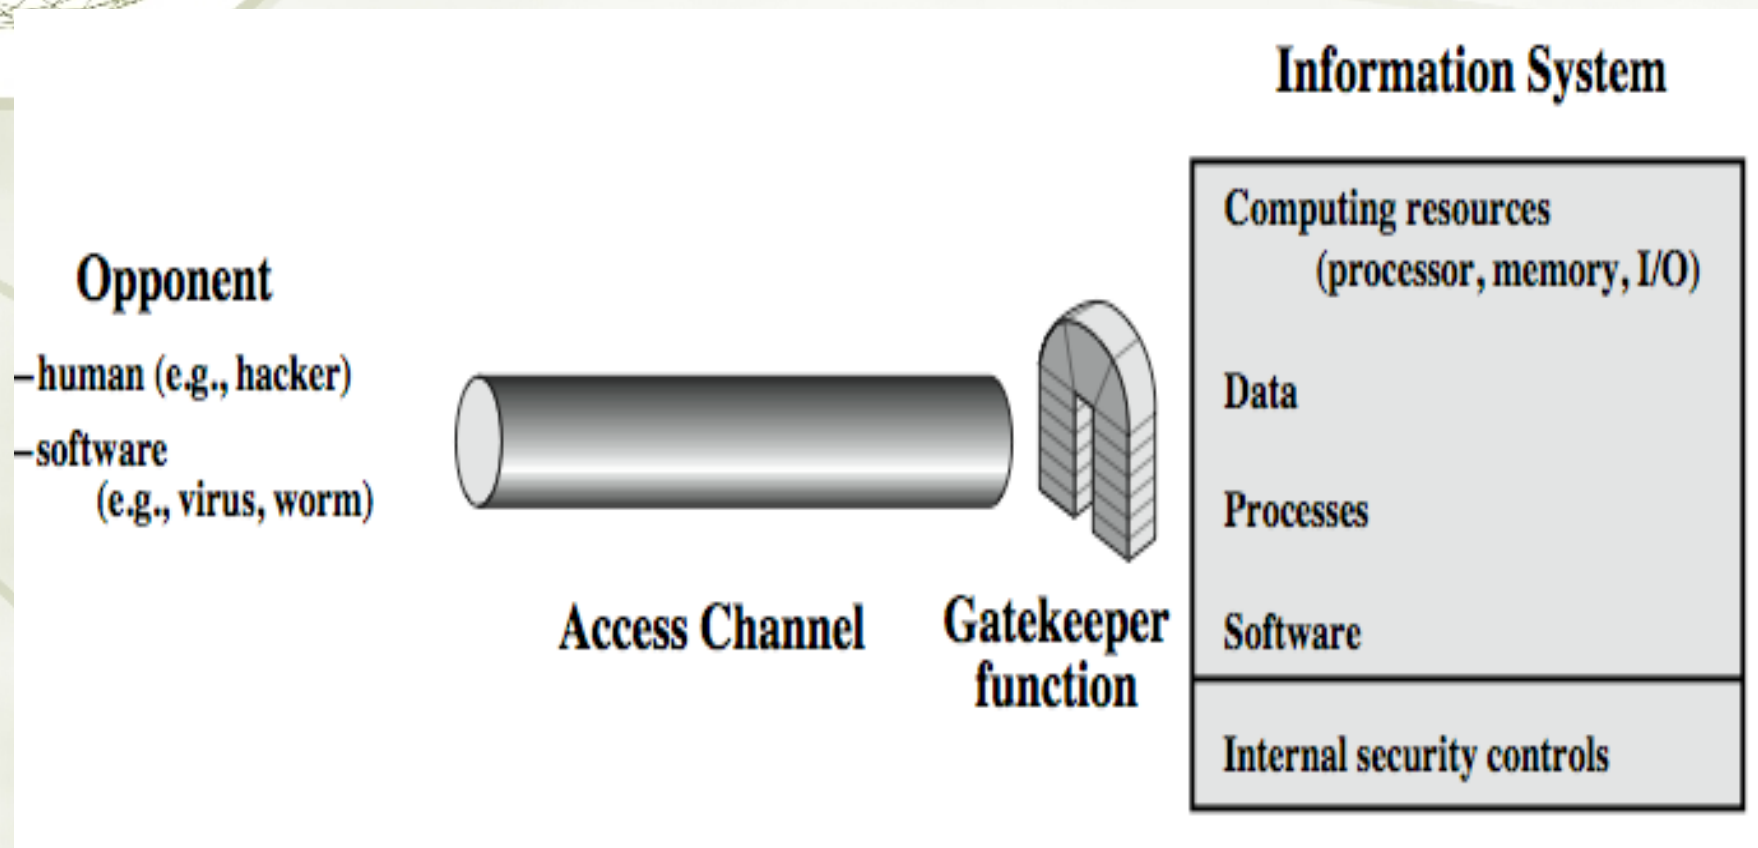 Information System
Computing resources
(processor, memory, I/O)
Data
Processes
Software
Internal security controls
Opponent
–human (e.g., hacker)
–software
(e.g., virus, worm)
Access Channel
Gatekeeper
function